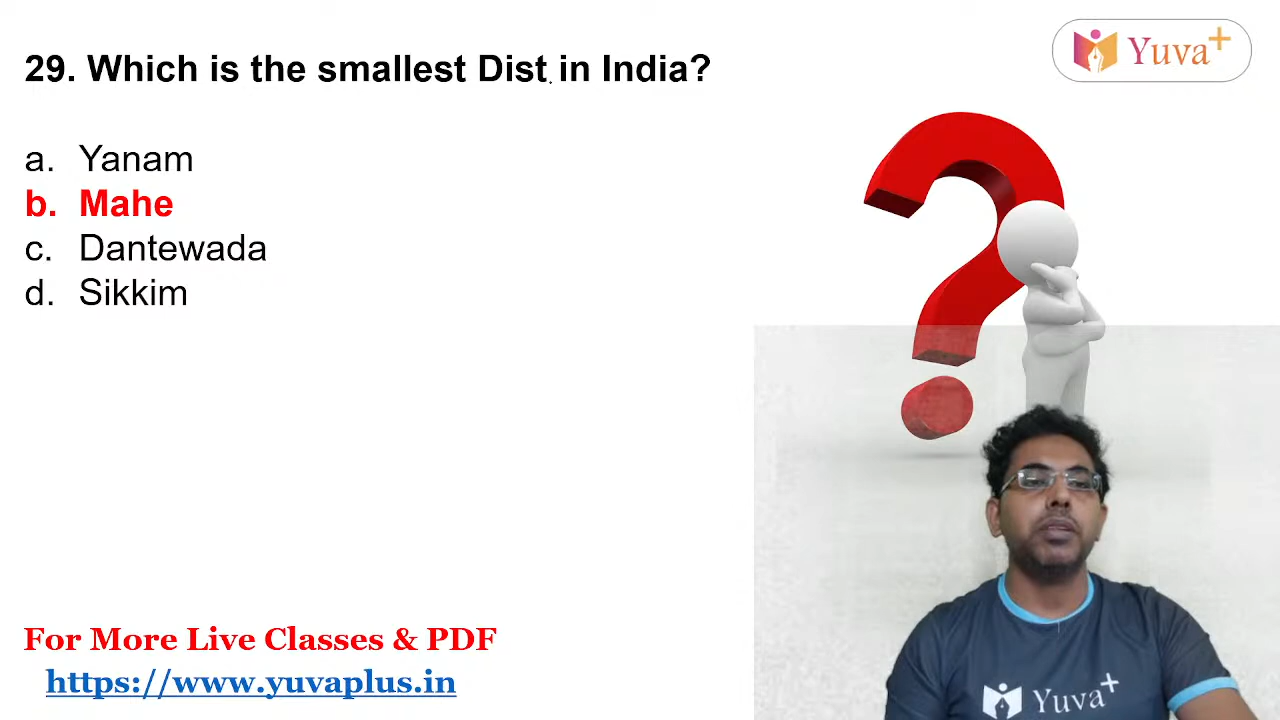 29. Which is the smallest Dist in India?
Yuva+
a. Yanam
b. Mahe
c. Dantewada
d. Sikkim
For More Live Classes & PDF
https://www.yuvaplus.in
Yuva+